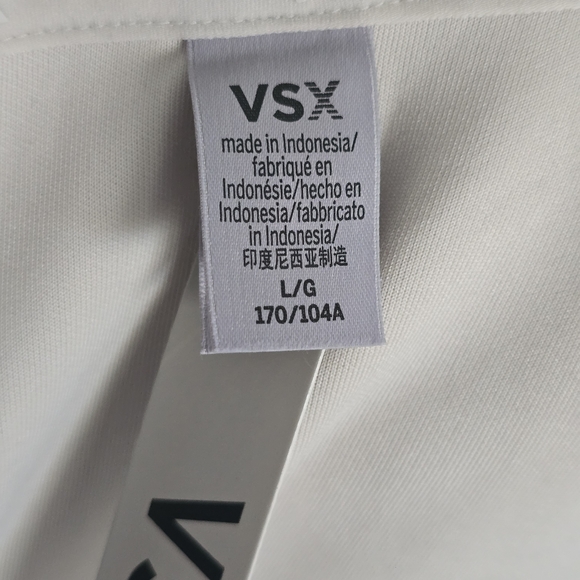 VSX
made in Indonesia/
fabriqué en
Indonésie/hecho en
Indonesia/fabbricato
in Indonesia/
印度尼西亚制造
L/G
170/104A